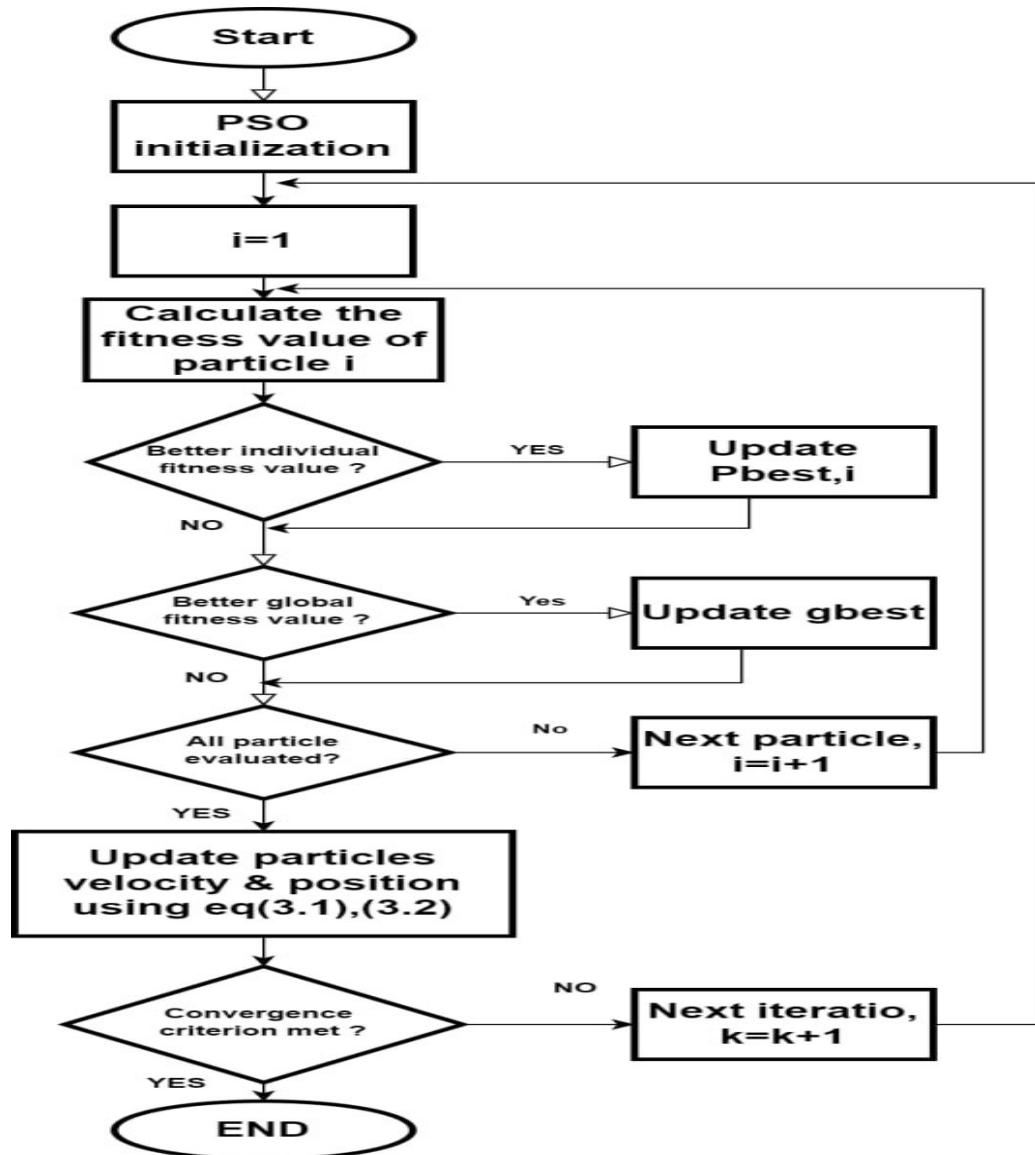 Start
PSO
initialization
i=1
Calculate the
fitness value of
particle i
Better individual
fitness value ?
YES
Update
Pbest,i
NO
Better global
fitness value ?
Yes
Update gbest
NO
All particle
evaluated?
No
Next particle,
i=i+1
YES
Update particles
velocity & position
using eq(3.1),(3.2)
Convergence
criterion met ?
NO
Next iteratio,
k=k+1
YES
END